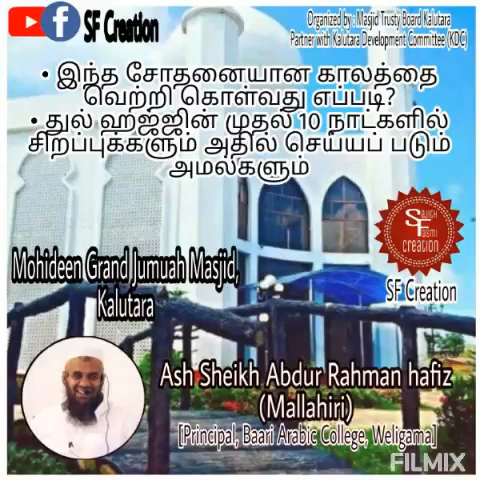 SF Creation
Organized by : Masjid Trusty Board Kalutara
Partner with Kalutara Development Committee (KDC)
• இந்த சோதனையான காலத்தை
வெற்றி கொள்வது எப்படி?
• துல் ஹஜ்ஜின் முதல் 10 நாட்களில்
சிறப்புக்களும் அதில் செய்யப் படும்
அமல்களும்
SF
creation
SF Creation
Mohideen Grand Jumuah Masjid,
Kalutara
Ash Sheikh Abdur Rahman hafiz
(Mallahiri)
[Principal, Baari Arabic College, Weligama]
FILMIX